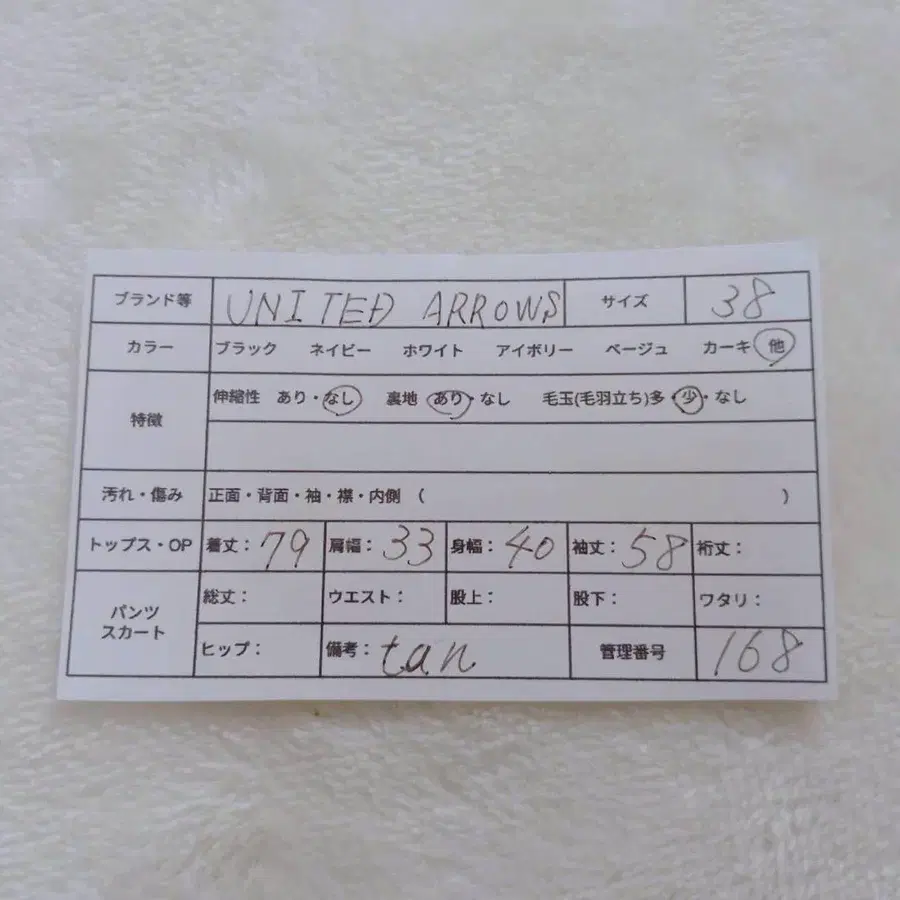 ブランド等 UNITED ARROWS サイズ 38
カラー ブラック ネイビー ホワイト アイボリー ベージュ カーキ 他
特徴 伸縮性 あり・なし 裏地 あり・なし 毛玉(毛羽立ち)多・少・なし
汚れ・傷み 正面・背面・袖・襟・内側 ( )
トップス・OP 着丈: 79 肩幅: 33 身幅: 40 袖丈: 58 裄丈:
パンツ 総丈: ウエスト: 股上: 股下: ワタリ:
スカート ヒップ: 備考: tan 管理番号 168